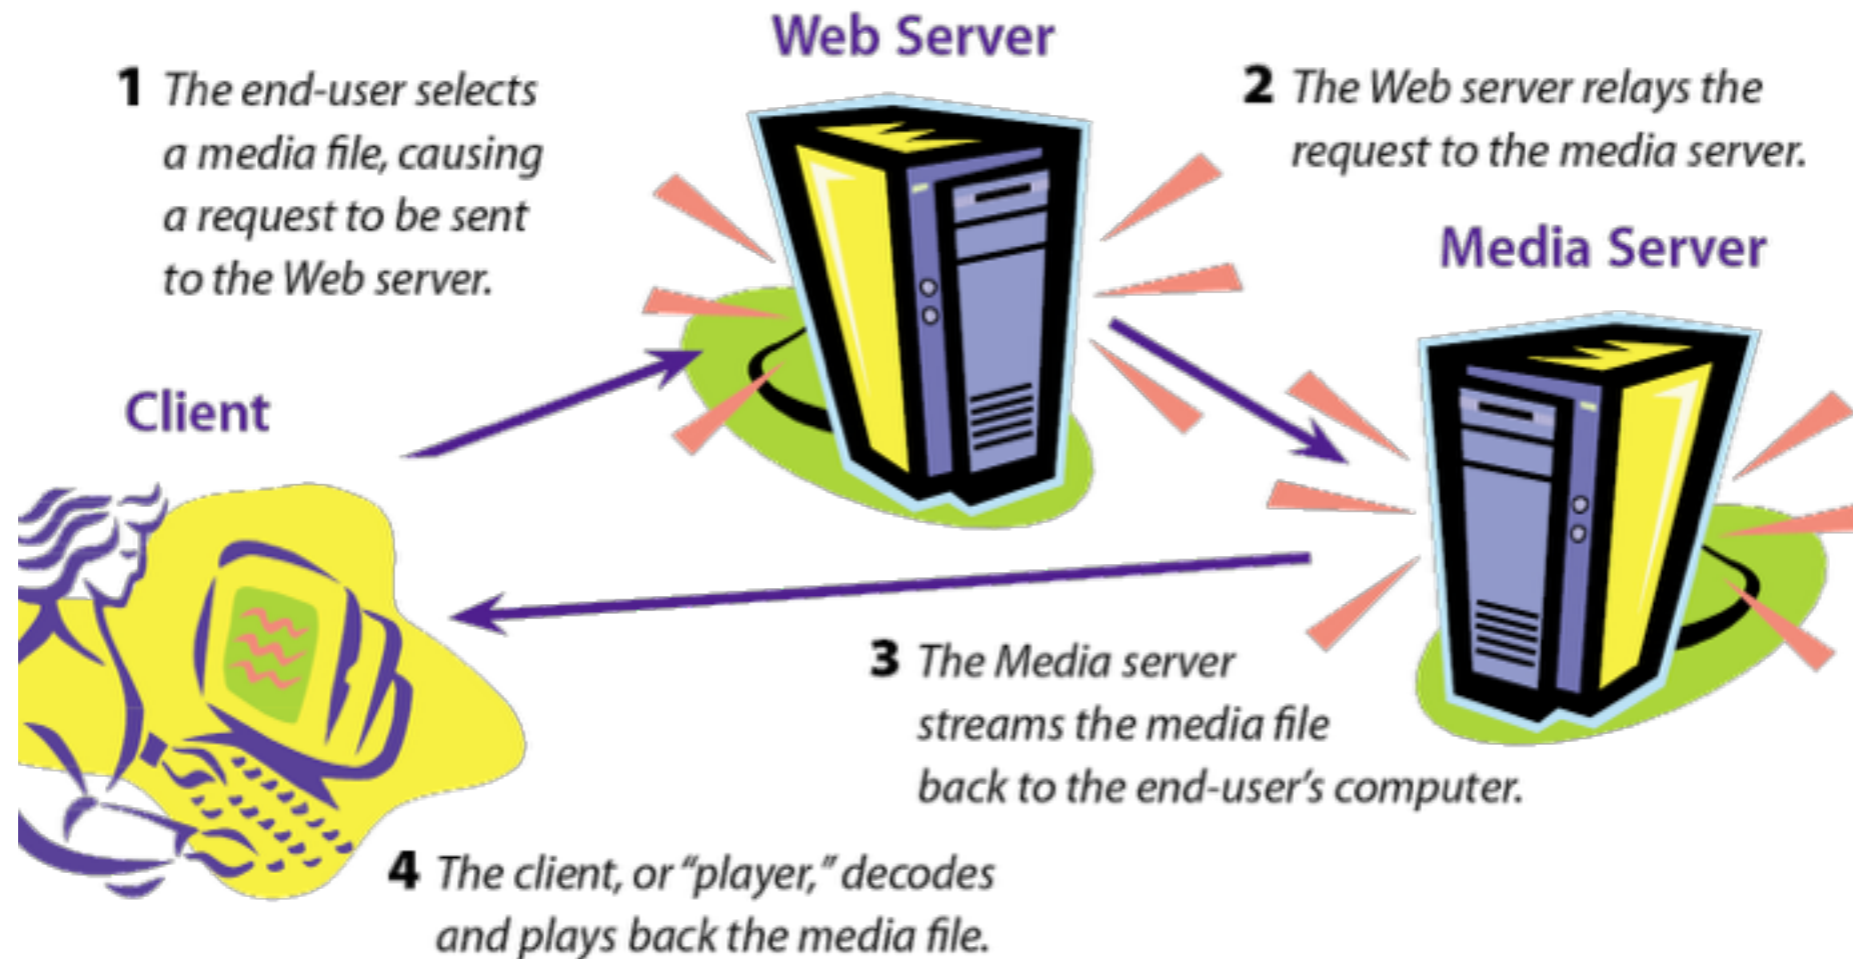 Web Server
1 The end-user selects
a media file, causing
a request to be sent
to the Web server.
2 The Web server relays the
request to the media server.
Media Server
Client
3 The Media server
streams the media file
back to the end-user's computer.
4 The client, or “player,” decodes
and plays back the media file.